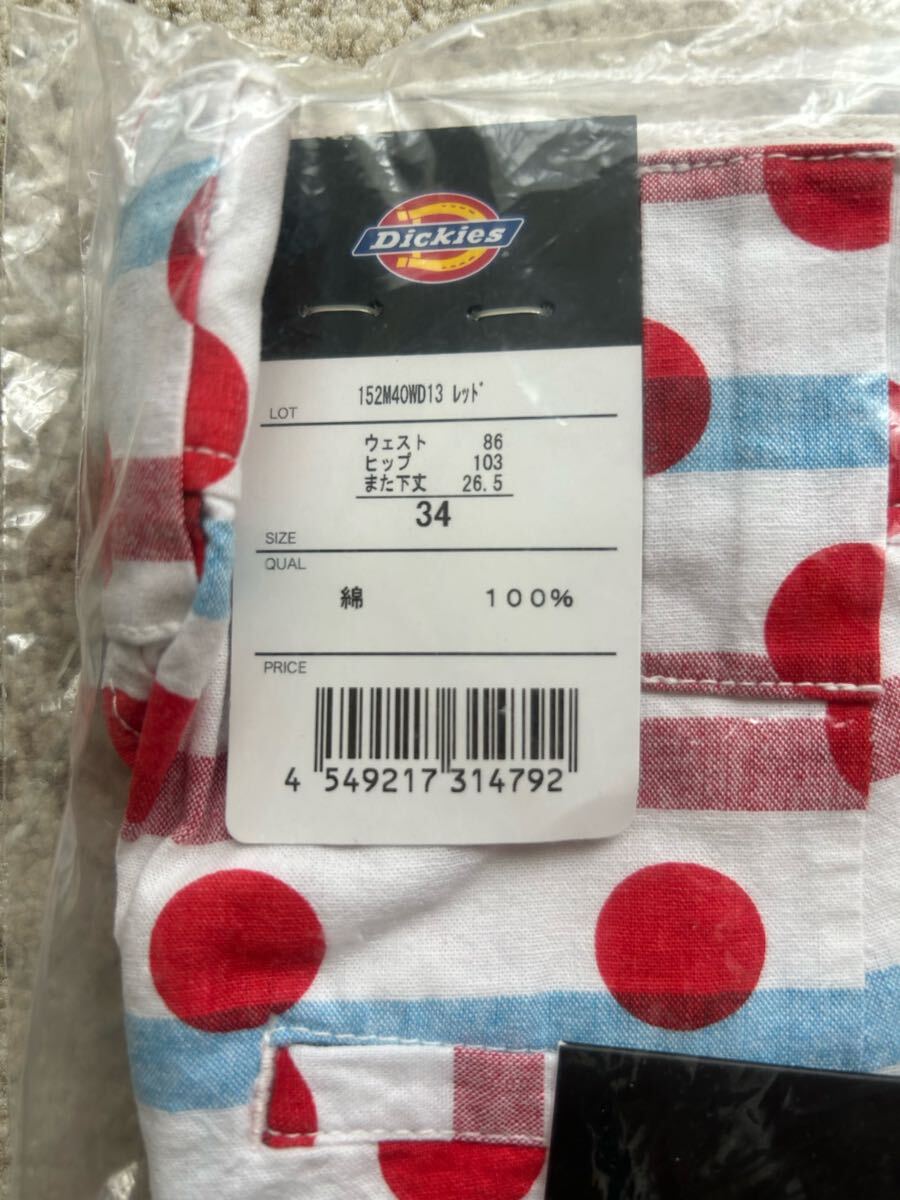 Dickies
LOT 152M40WD13 ﾚｯﾄﾞ
ウェスト 86
ヒップ 103
また下丈 26.5
SIZE 34
QUAL
綿 100%
PRICE
4 549217 314792